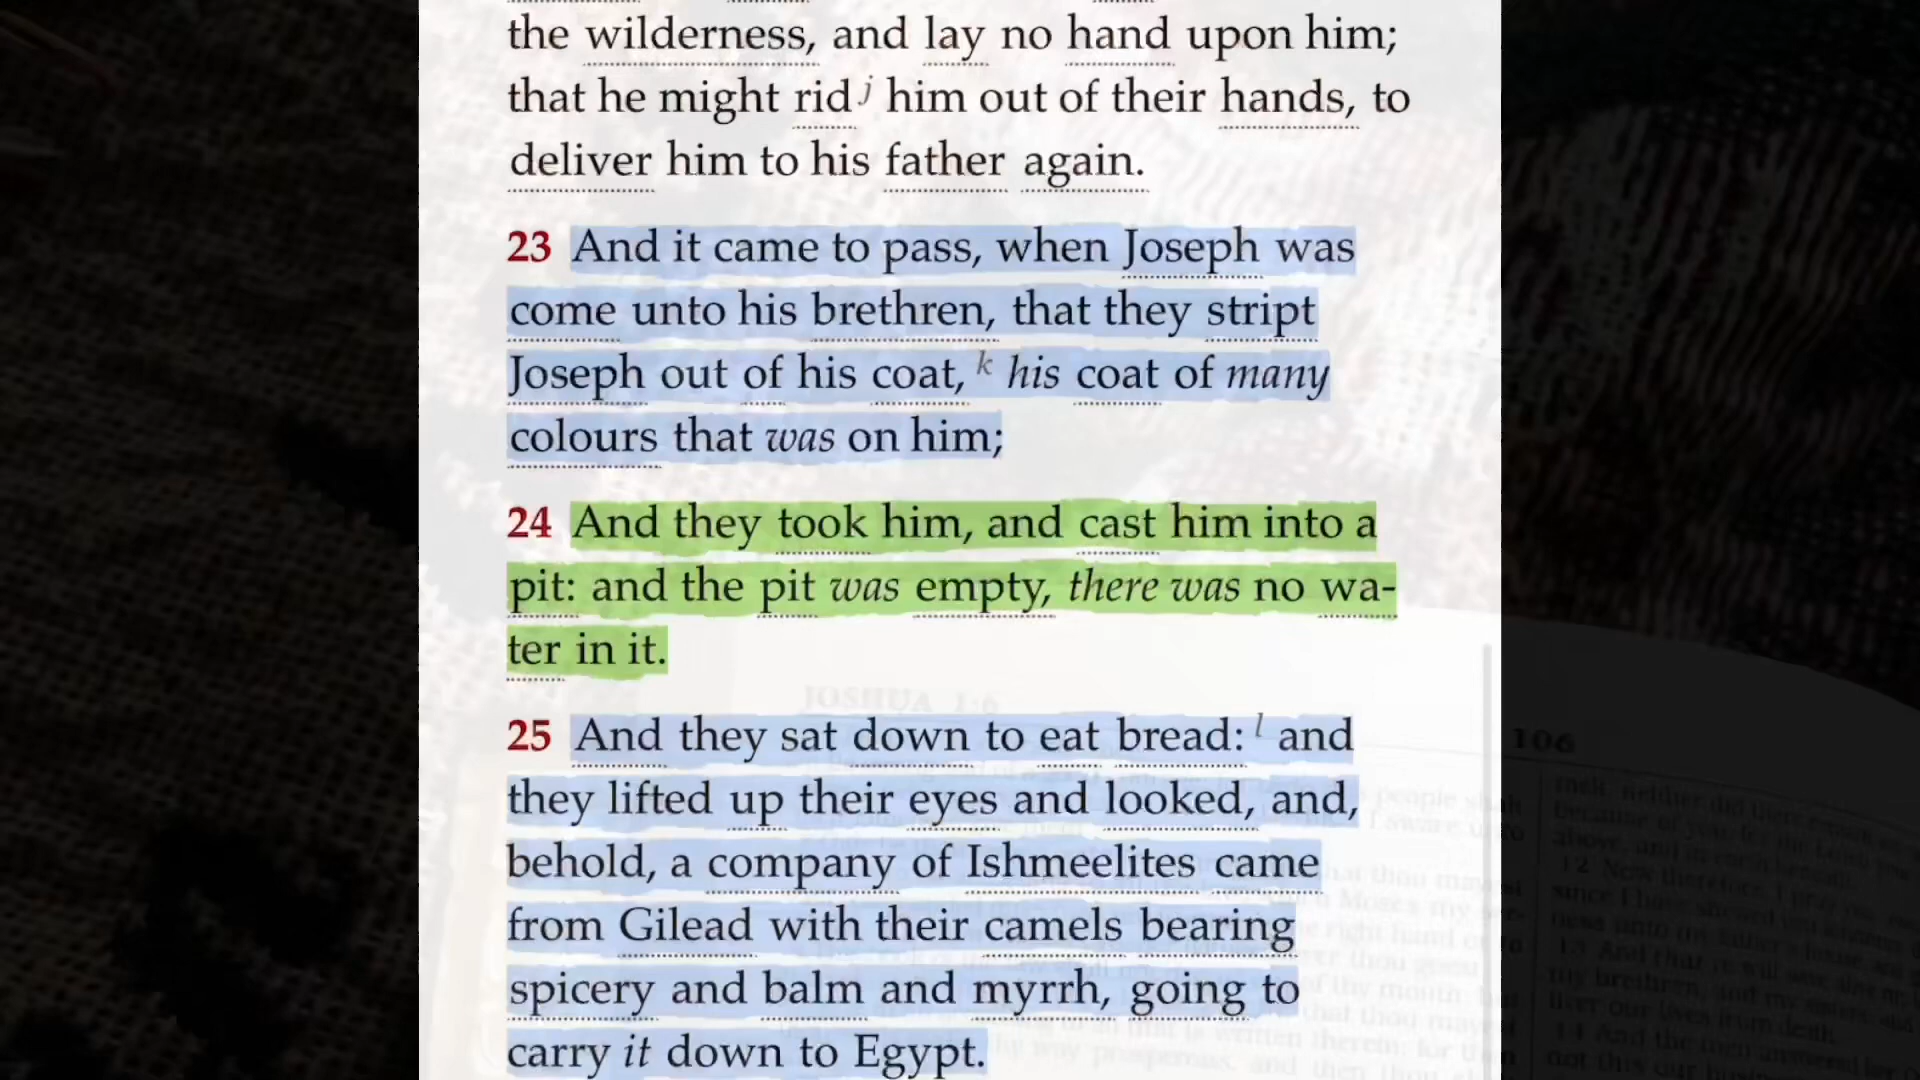 the wilderness, and lay no hand upon him;
that he might rid j him out of their hands, to
deliver him to his father again.
23 And it came to pass, when Joseph was
come unto his brethren, that they stript
Joseph out of his coat, k his coat of many
colours that was on him;
24 And they took him, and cast him into a
pit: and the pit was empty, there was no wa-
ter in it.
25 And they sat down to eat bread: l and
they lifted up their eyes and looked, and,
behold, a company of Ishmeelites came
from Gilead with their camels bearing
spicery and balm and myrrh, going to
carry it down to Egypt.
JOSHUA 1:6
106